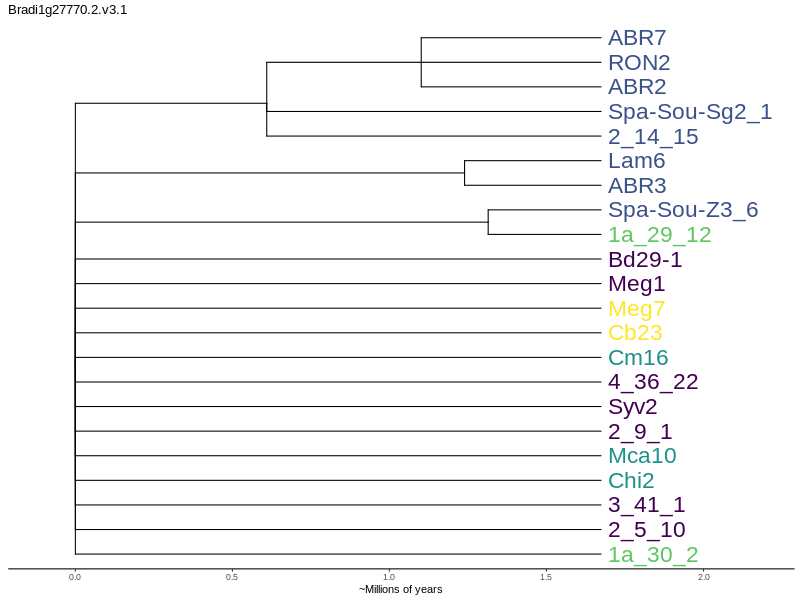 Bradi1g27770.2.v3.1
ABR7
RON2
ABR2
Spa-Sou-Sg2_1
2_14_15
Lam6
ABR3
Spa-Sou-Z3_6
1a_29_12
Bd29-1
Meg1
Meg7
Cb23
Cm16
4_36_22
Syv2
2_9_1
Mca10
Chi2
3_41_1
2_5_10
1a_30_2
0.0 0.5 1.0 1.5 2.0
~Millions of years